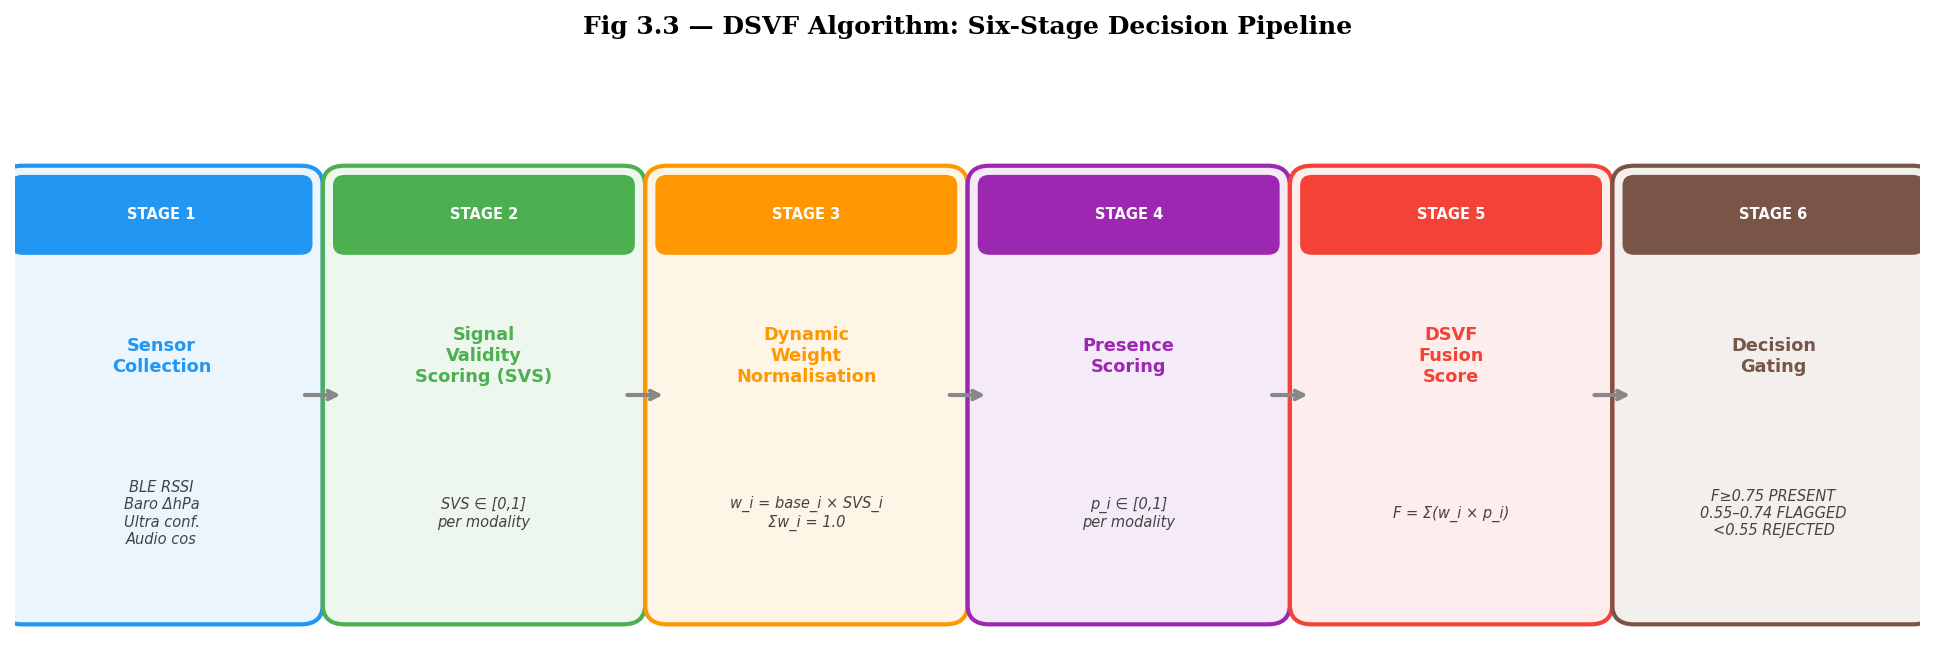 Fig 3.3 — DSVF Algorithm: Six-Stage Decision Pipeline
STAGE 1
Sensor
Collection
BLE RSSI
Baro ΔhPa
Ultra conf.
Audio cos
STAGE 2
Signal
Validity
Scoring (SVS)
SVS ∈ [0,1]
per modality
STAGE 3
Dynamic
Weight
Normalisation
w_i = base_i × SVS_i
Σw_i = 1.0
STAGE 4
Presence
Scoring
p_i ∈ [0,1]
per modality
STAGE 5
DSVF
Fusion
Score
F = Σ(w_i × p_i)
STAGE 6
Decision
Gating
F≥0.75 PRESENT
0.55–0.74 FLAGGED
<0.55 REJECTED